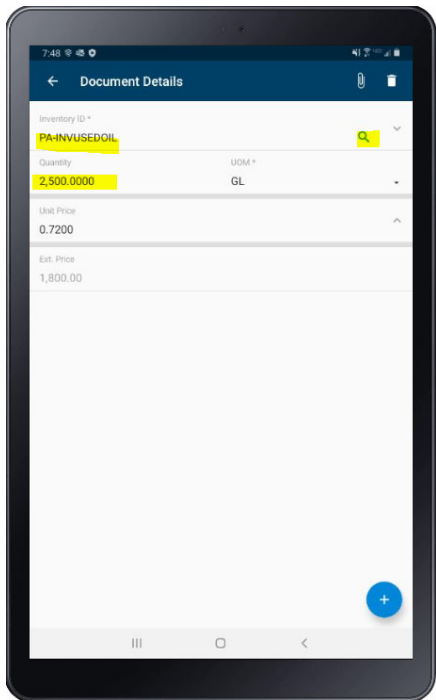 7:48
Document Details
Inventory ID *
PA-INVUSEDOIL
Quantity UOM *
2,500.0000 GL
Unit Price
0.7200
Ext. Price
1,800.00